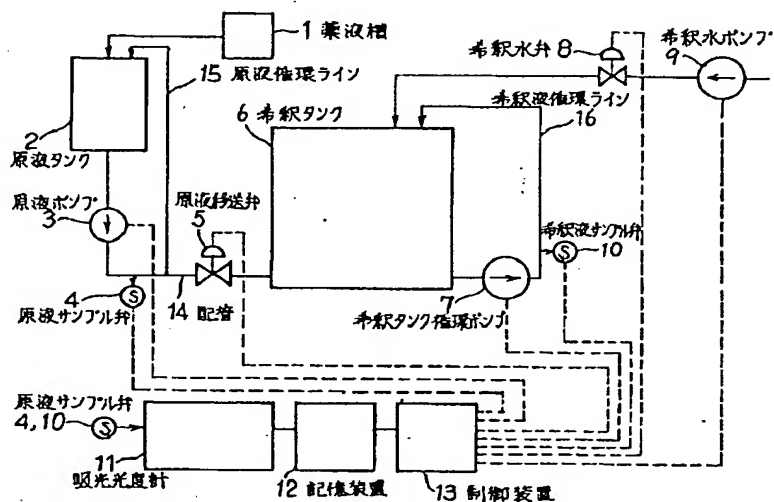 1 薬液槽
希釈水弁 8
希釈水ポンプ
9
15 原液循環ライン
希釈液循環ライン
16
6 希釈タンク
2
原液タンク
原液ポンプ
3
原液移送弁
5
希釈液サンプル弁
S
10
4
S
原液サンプル弁
14 配管
7
希釈タンク循環ポンプ
原液サンプル弁
4,10 S
11
吸光光度計
12 記憶装置
13 制御装置